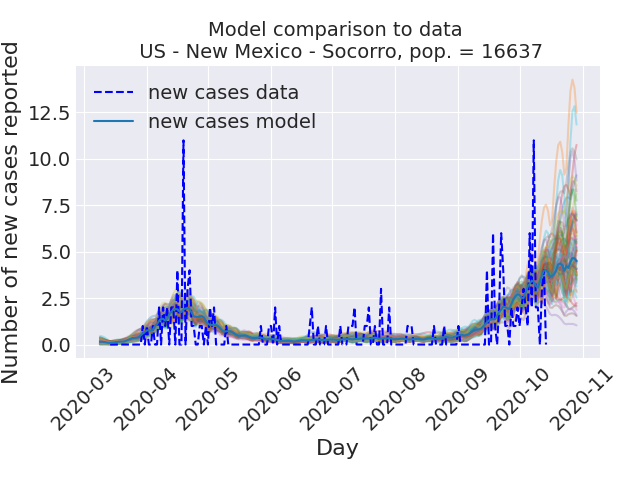 Model comparison to data
US - New Mexico - Socorro, pop. = 16637
Number of new cases reported
new cases data
new cases model
12.5
10.0
7.5
5.0
2.5
0.0
2020-03
2020-04
2020-05
2020-06
2020-07
2020-08
2020-09
2020-10
2020-11
Day